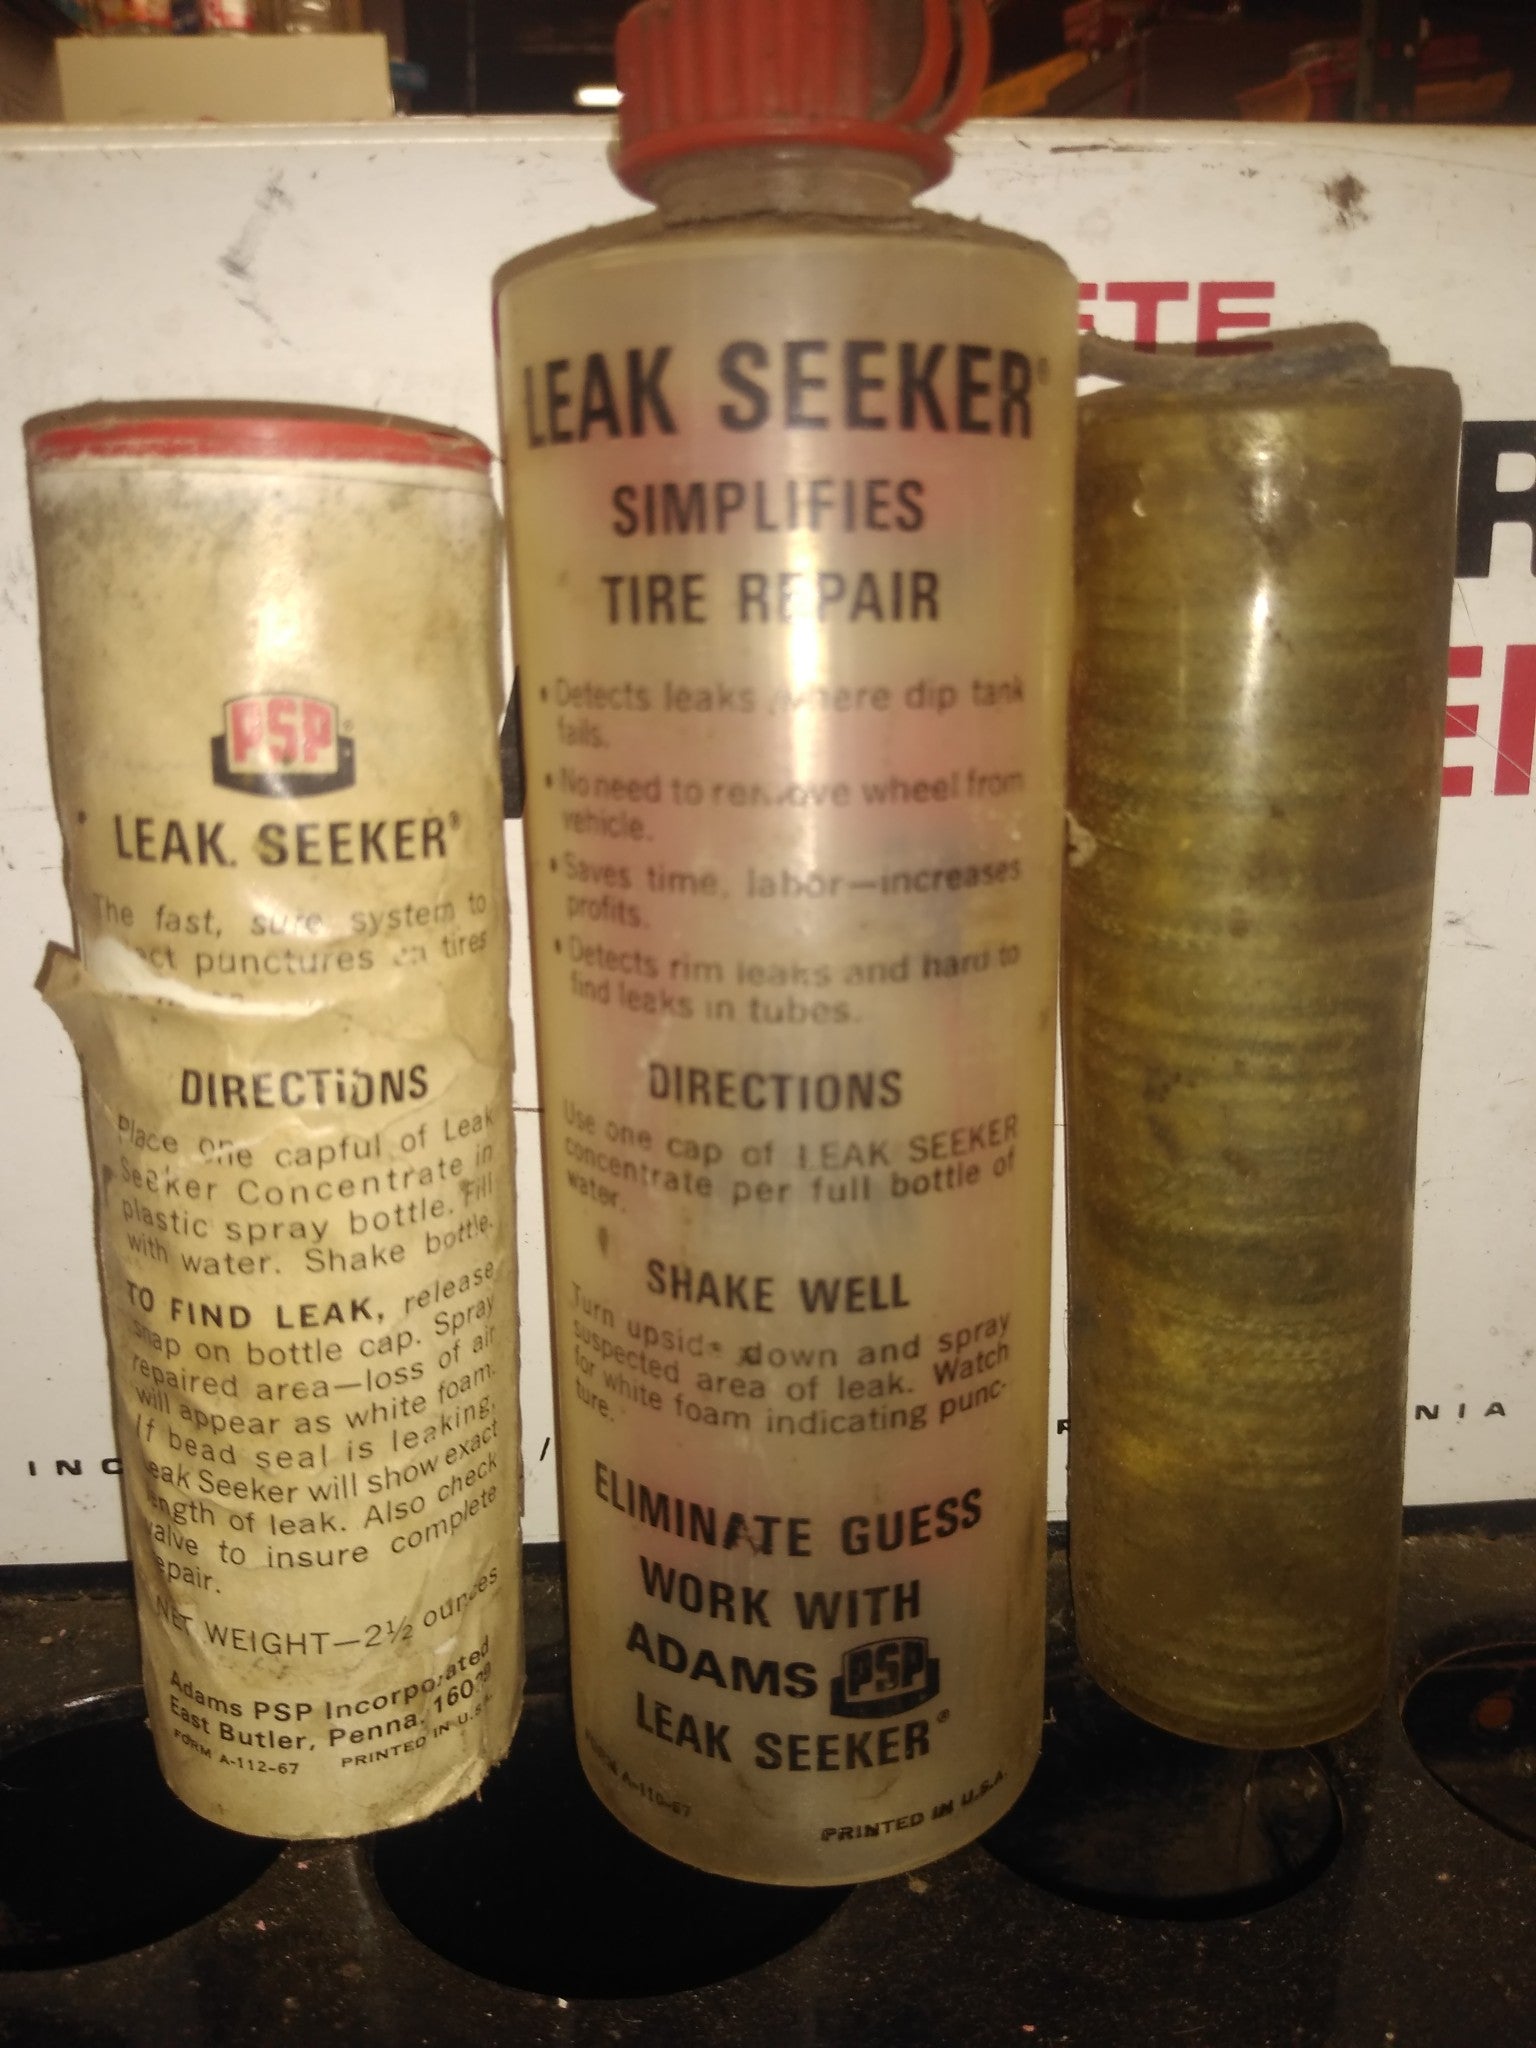 PSP®
LEAK SEEKER®
The fast, sure system to
punctures on tires
DIRECTIONS
Place one capful of Leak
Seeker Concentrate in
plastic spray bottle. Fill
with water. Shake bottle.
TO FIND LEAK, release
snap on bottle cap. Spray
repaired area—loss of air
will appear as white foam.
If bead seal is leaking,
Leak Seeker will show exact
length of leak. Also check
valve to insure complete
repair.
NET WEIGHT—2½ ounces
Adams PSP Incorporated
East Butler, Penna.
FORM A-112-67 PRINTED IN U.S.A.
LEAK SEEKER®
SIMPLIFIES
TIRE REPAIR
• Detects leaks where dip tank
fails.
• No need to remove wheel from
vehicle.
• Saves time, labor—increases
profits.
• Detects rim leaks and hard to
find leaks in tubes.
DIRECTIONS
Use one cap of LEAK SEEKER
concentrate per full bottle of
water.
SHAKE WELL
Turn upside down and spray
suspected area of leak. Watch
for white foam indicating punc-
ture.
ELIMINATE GUESS
WORK WITH
ADAMS PSP
LEAK SEEKER®
FORM A-110-67 PRINTED IN U.S.A.
ETE
R
INC
NIA